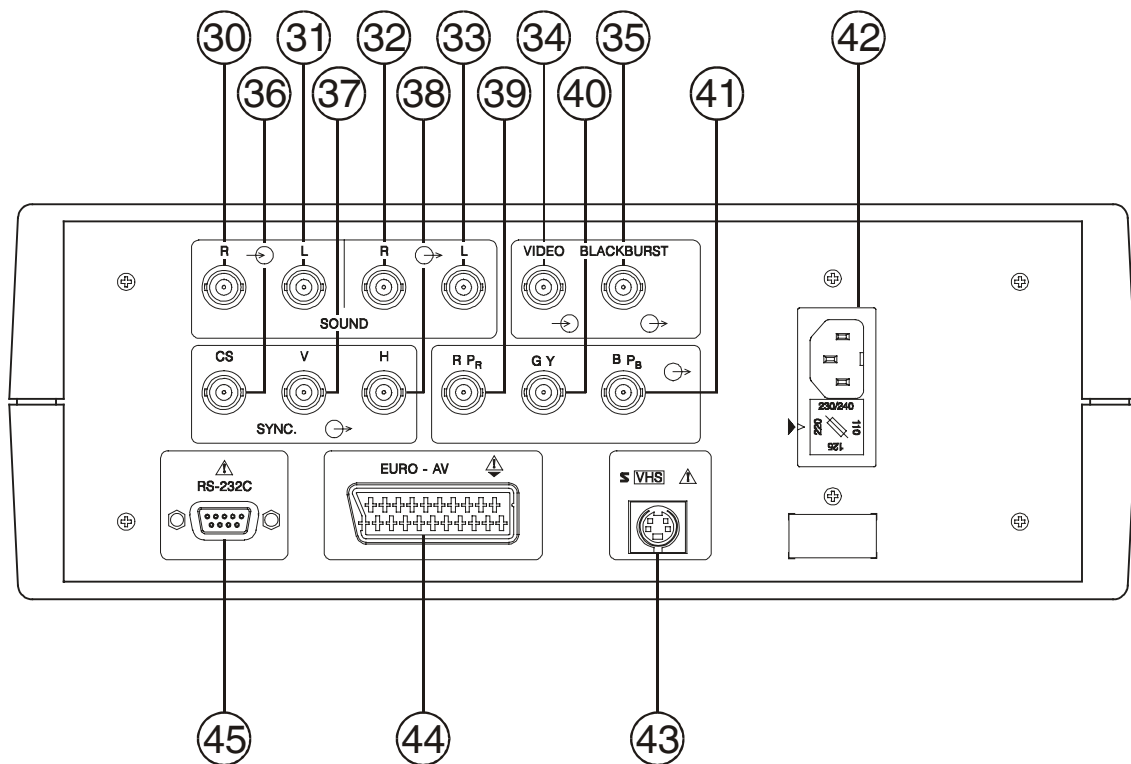 30 31 32 33 34 35 42
36 37 38 39 40 41
R L R L VIDEO BLACKBURST
SOUND
CS V H R PR G Y B PB
SYNC.
230/240
220 110
125
RS-232C
EURO - AV
S VHS
45 44 43